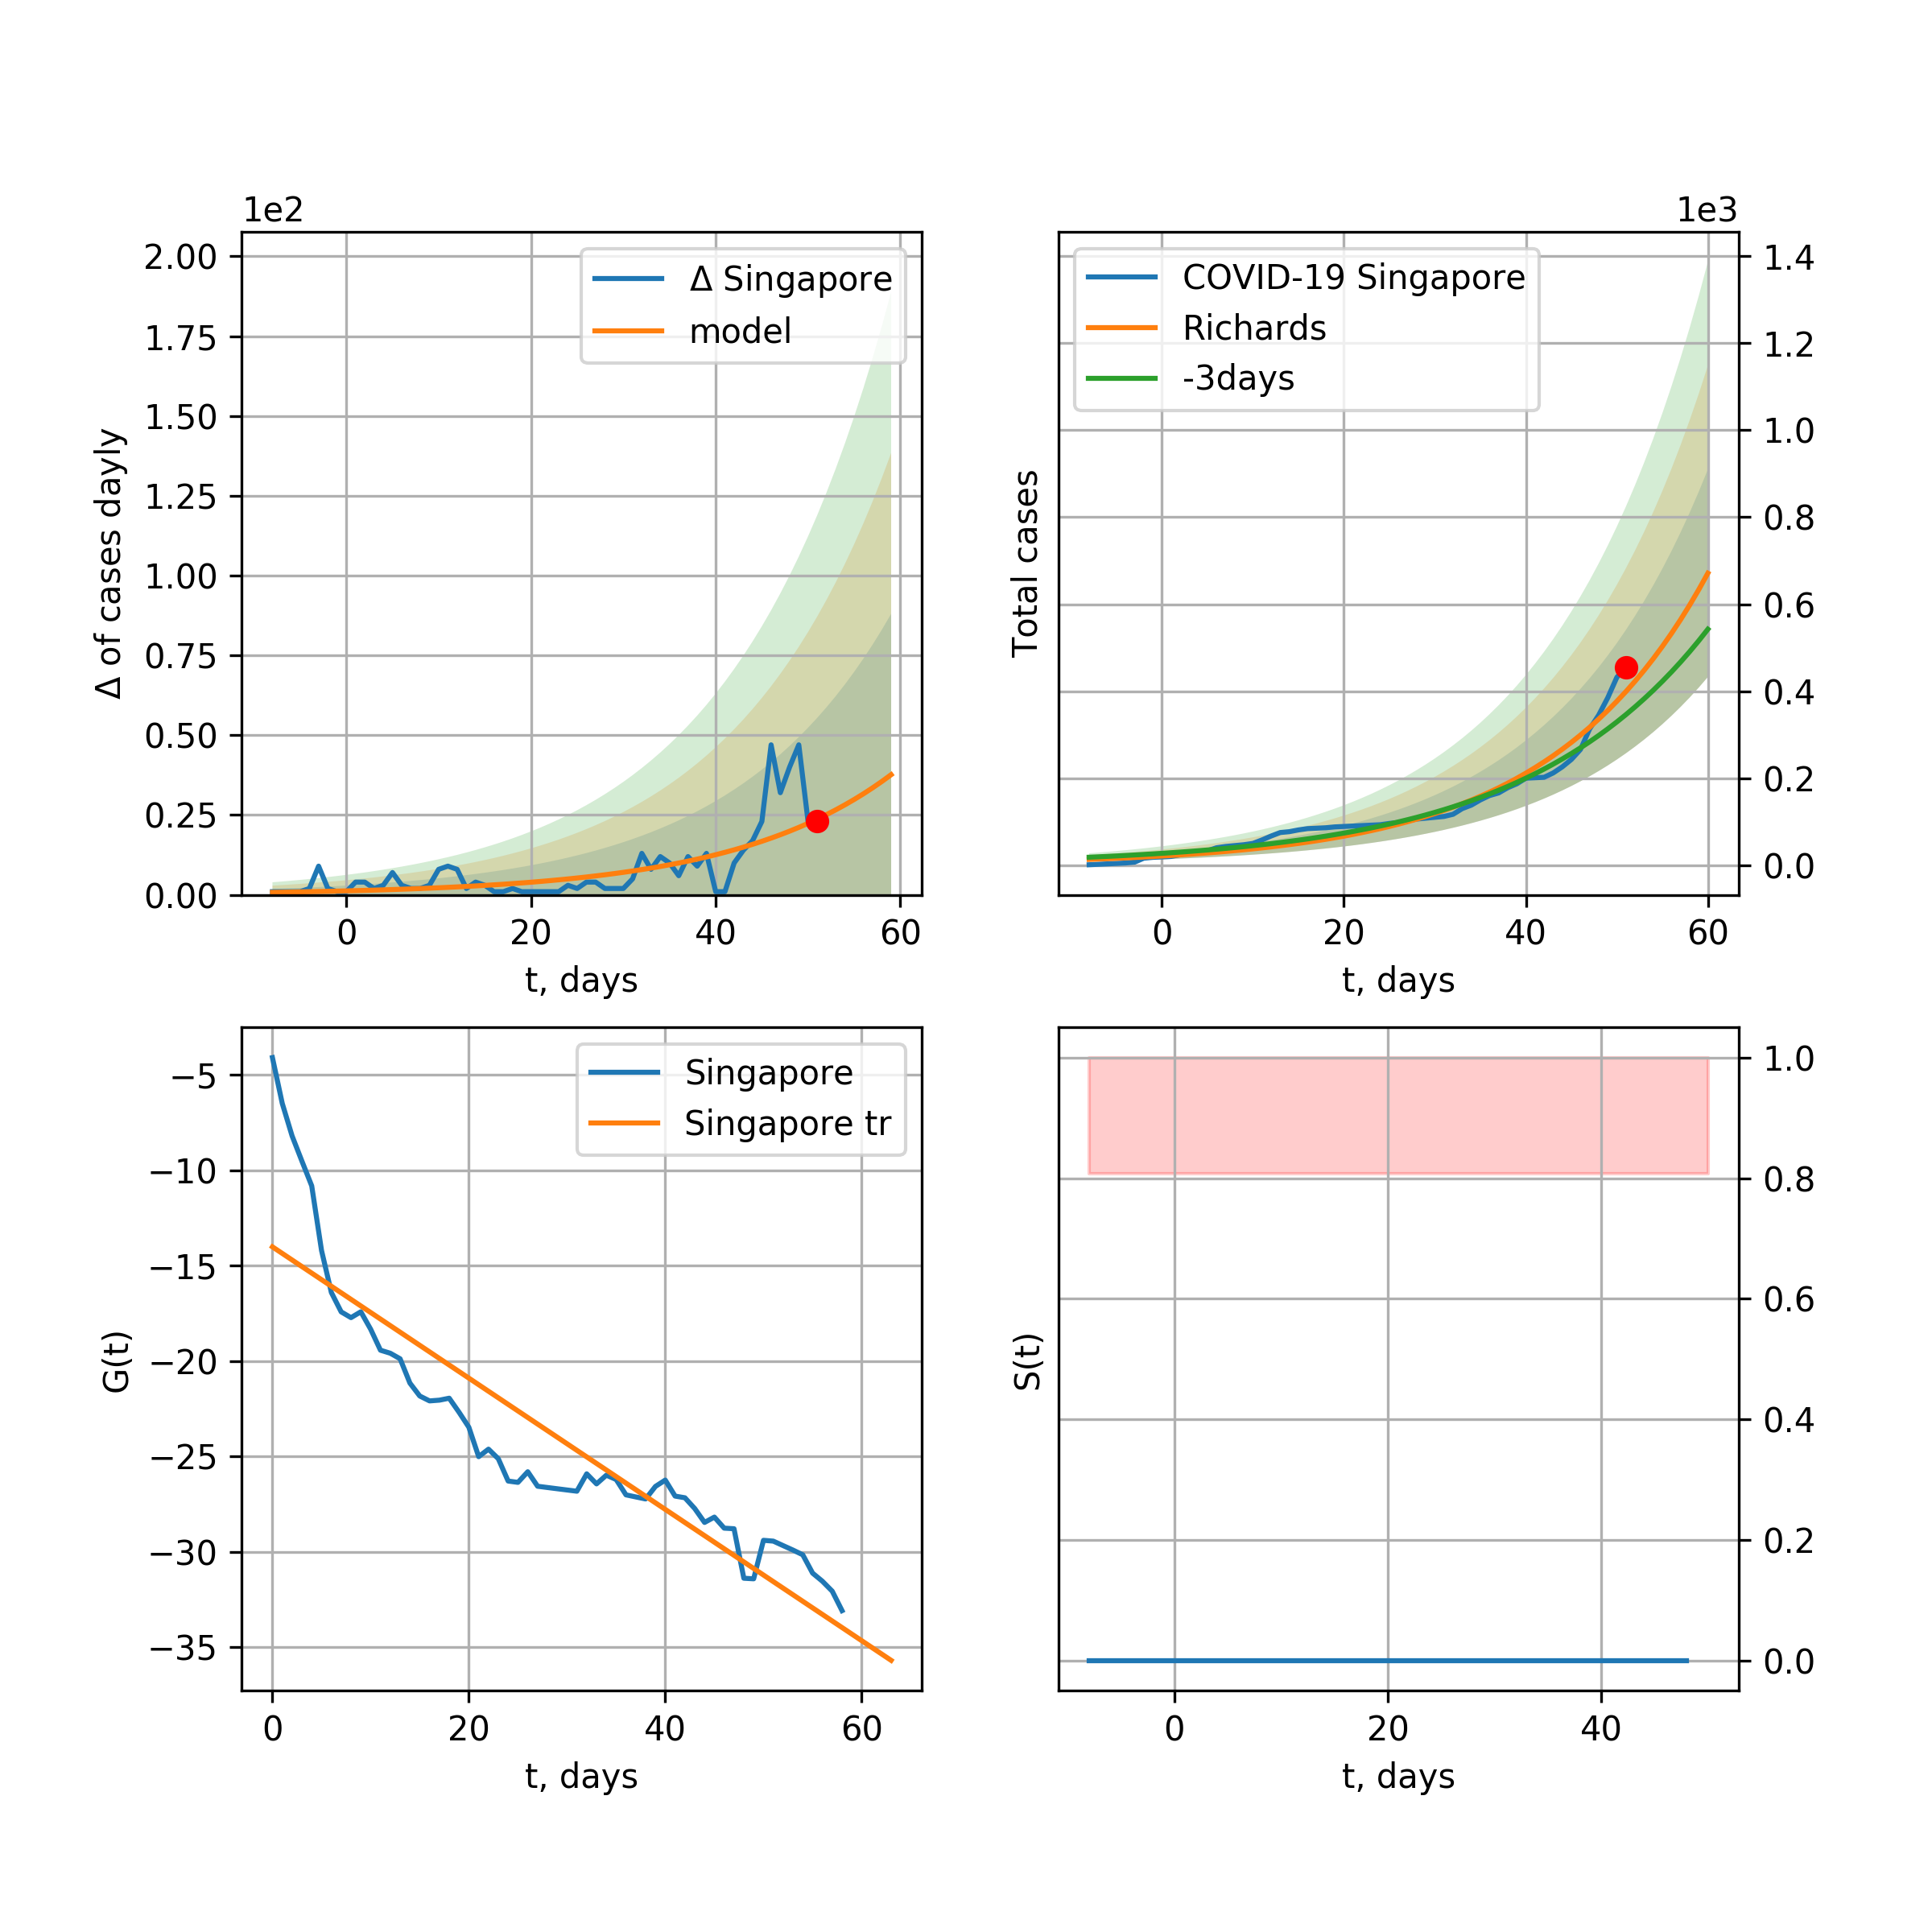 1e2
2.00
1.75
1.50
1.25
1.00
0.75
0.50
0.25
0.00
Δ of cases dayly
Δ Singapore
model
0 20 40 60
t, days
1e3
1.4
1.2
1.0
0.8
0.6
0.4
0.2
0.0
Total cases
COVID-19 Singapore
Richards
-3days
0 20 40 60
t, days
−5
−10
−15
−20
−25
−30
−35
G(t)
Singapore
Singapore tr
0 20 40 60
t, days
1.0
0.8
0.6
0.4
0.2
0.0
S(t)
0 20 40
t, days